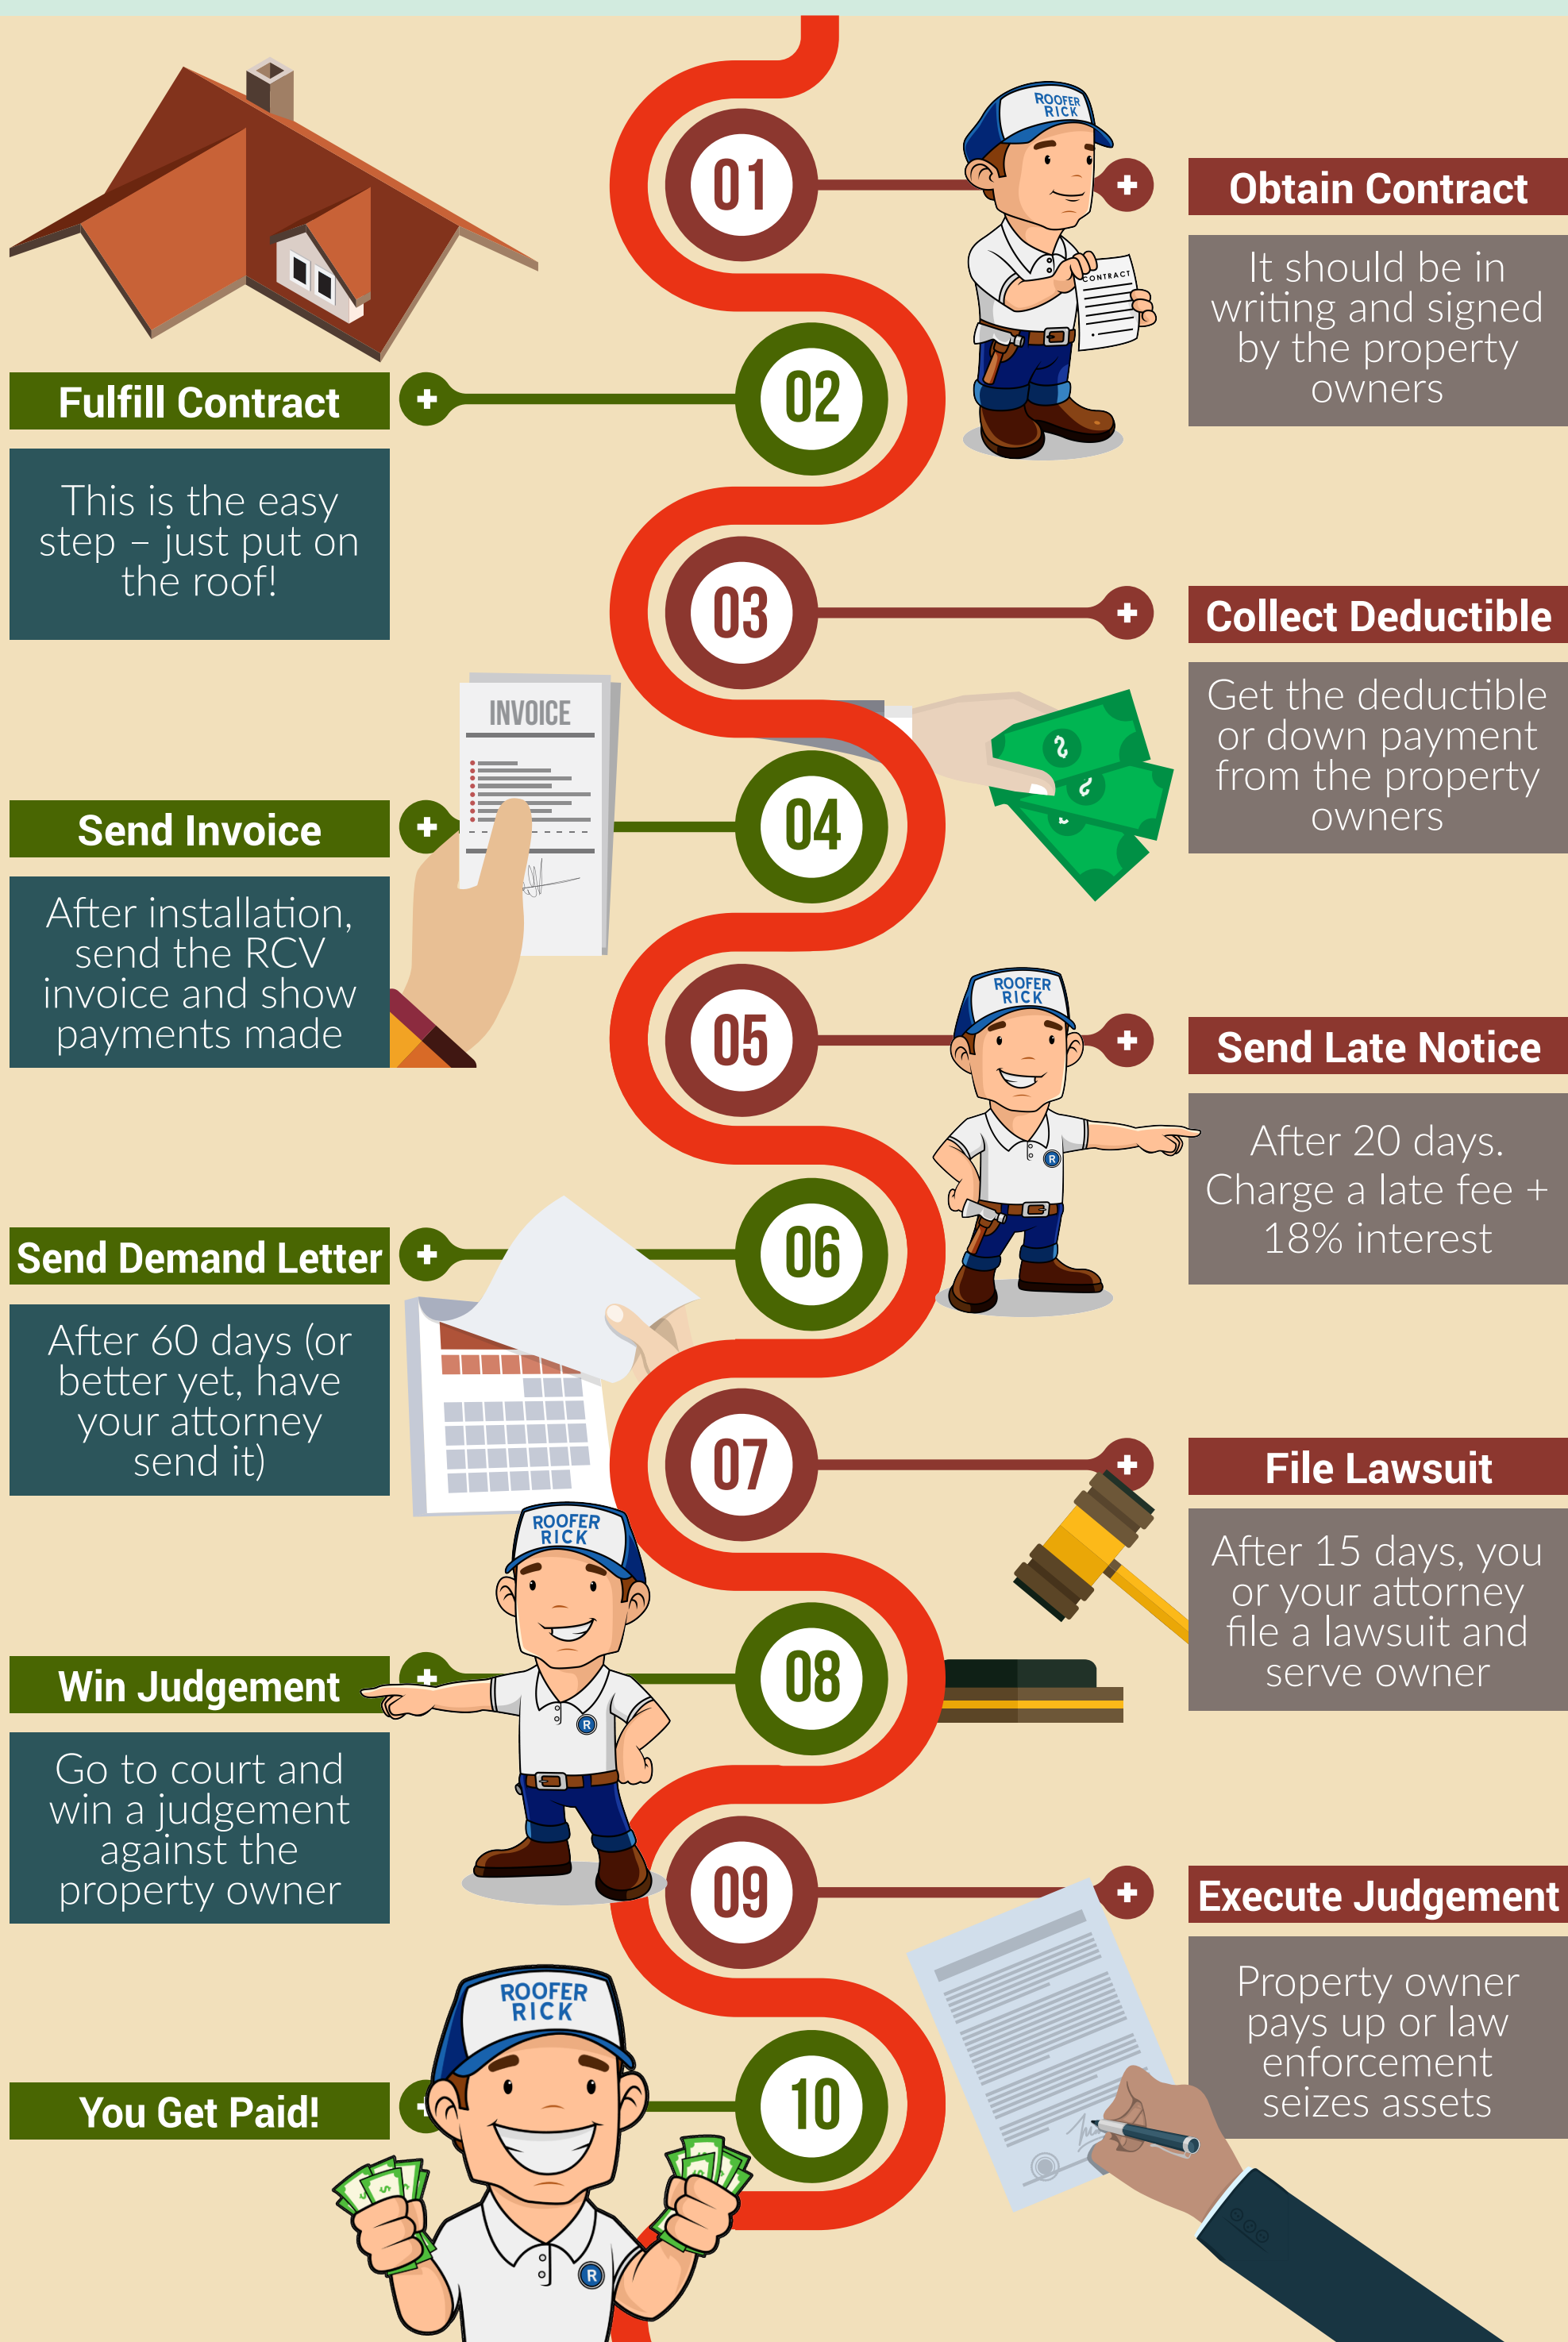 ROOFER
RICK
01
Obtain Contract
It should be in
writing and signed
by the property
owners
CONTRACT
02
Fulfill Contract
This is the easy
step – just put on
the roof!
03
Collect Deductible
Get the deductible
or down payment
from the property
owners
INVOICE
04
Send Invoice
After installation,
send the RCV
invoice and show
payments made
ROOFER
RICK
05
Send Late Notice
After 20 days.
Charge a late fee +
18% interest
R
06
Send Demand Letter
After 60 days (or
better yet, have
your attorney
send it)
07
File Lawsuit
After 15 days, you
or your attorney
file a lawsuit and
serve owner
ROOFER
RICK
08
Win Judgement
R
Go to court and
win a judgement
against the
property owner
09
Execute Judgement
Property owner
pays up or law
enforcement
seizes assets
ROOFER
RICK
10
You Get Paid!
R